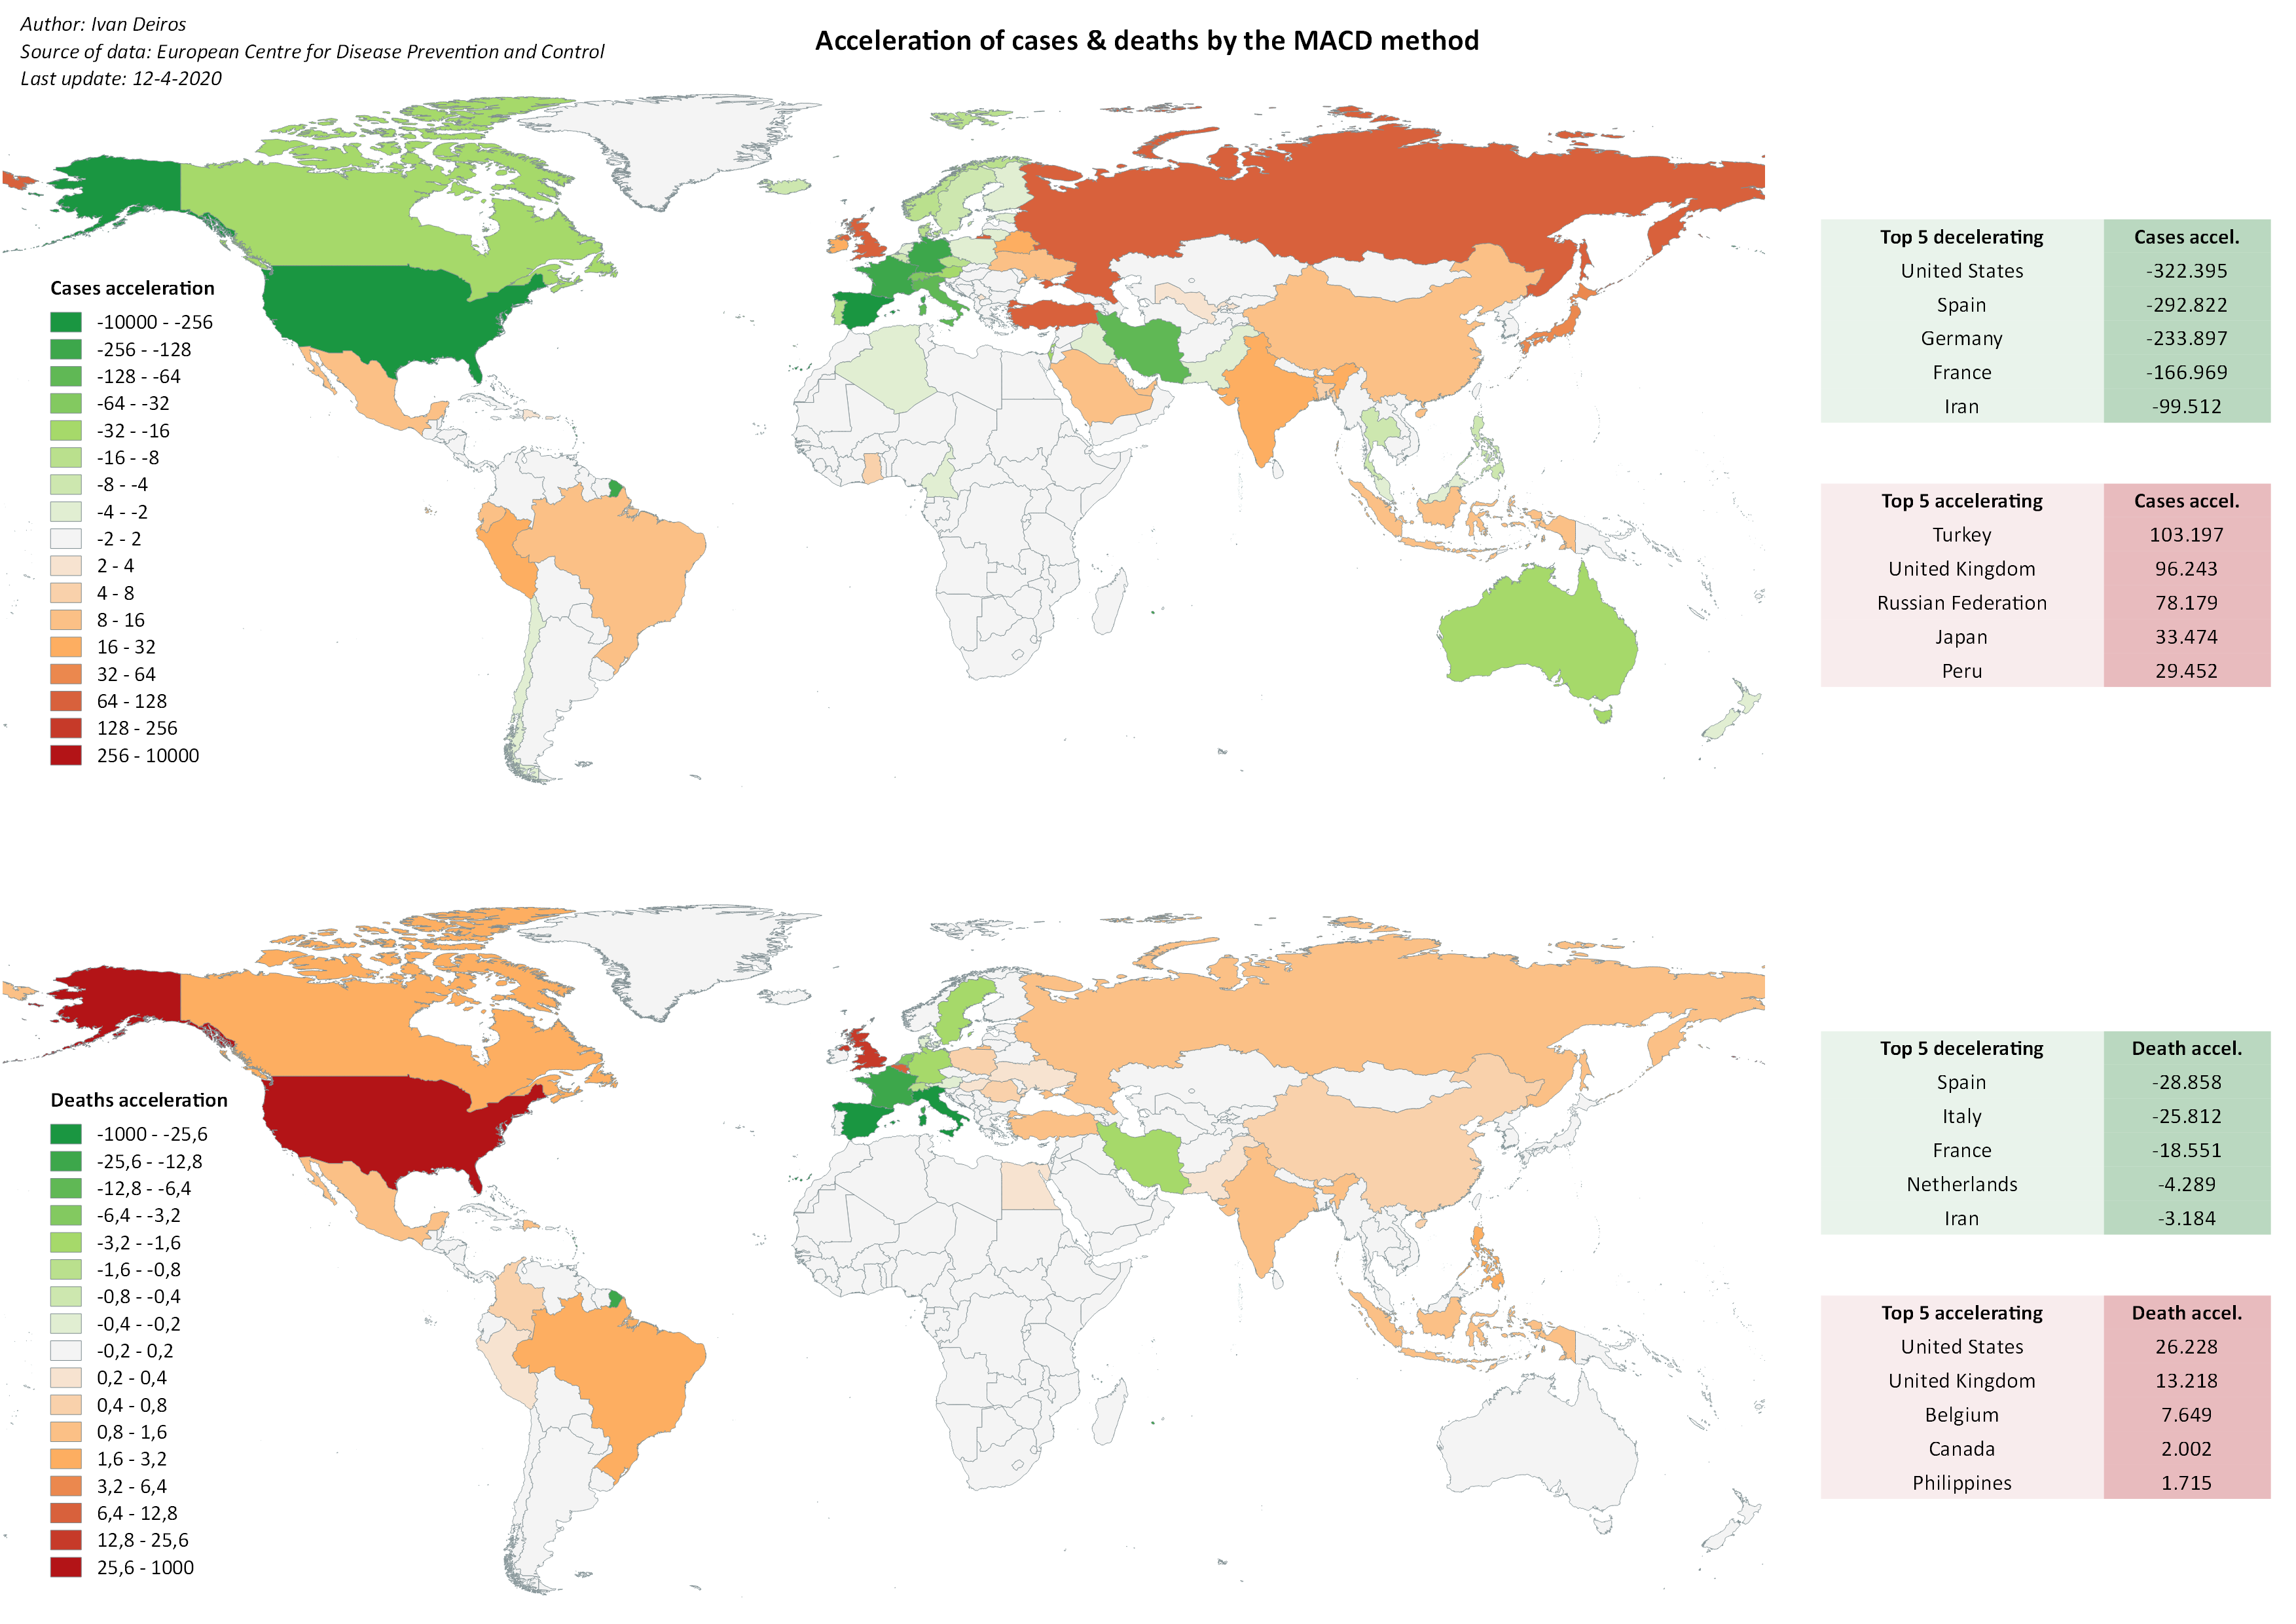 Author: Ivan Deiros
Source of data: European Centre for Disease Prevention and Control
Last update: 12-4-2020
Acceleration of cases & deaths by the MACD method
Cases acceleration
-10000 - -256
-256 - -128
-128 - -64
-64 - -32
-32 - -16
-16 - -8
-8 - -4
-4 - -2
-2 - 2
2 - 4
4 - 8
8 - 16
16 - 32
32 - 64
64 - 128
128 - 256
256 - 10000
Top 5 decelerating Cases accel.
United States -322.395
Spain -292.822
Germany -233.897
France -166.969
Iran -99.512
Top 5 accelerating Cases accel.
Turkey 103.197
United Kingdom 96.243
Russian Federation 78.179
Japan 33.474
Peru 29.452
Deaths acceleration
-1000 - -25,6
-25,6 - -12,8
-12,8 - -6,4
-6,4 - -3,2
-3,2 - -1,6
-1,6 - -0,8
-0,8 - -0,4
-0,4 - -0,2
-0,2 - 0,2
0,2 - 0,4
0,4 - 0,8
0,8 - 1,6
1,6 - 3,2
3,2 - 6,4
6,4 - 12,8
12,8 - 25,6
25,6 - 1000
Top 5 decelerating Death accel.
Spain -28.858
Italy -25.812
France -18.551
Netherlands -4.289
Iran -3.184
Top 5 accelerating Death accel.
United States 26.228
United Kingdom 13.218
Belgium 7.649
Canada 2.002
Philippines 1.715